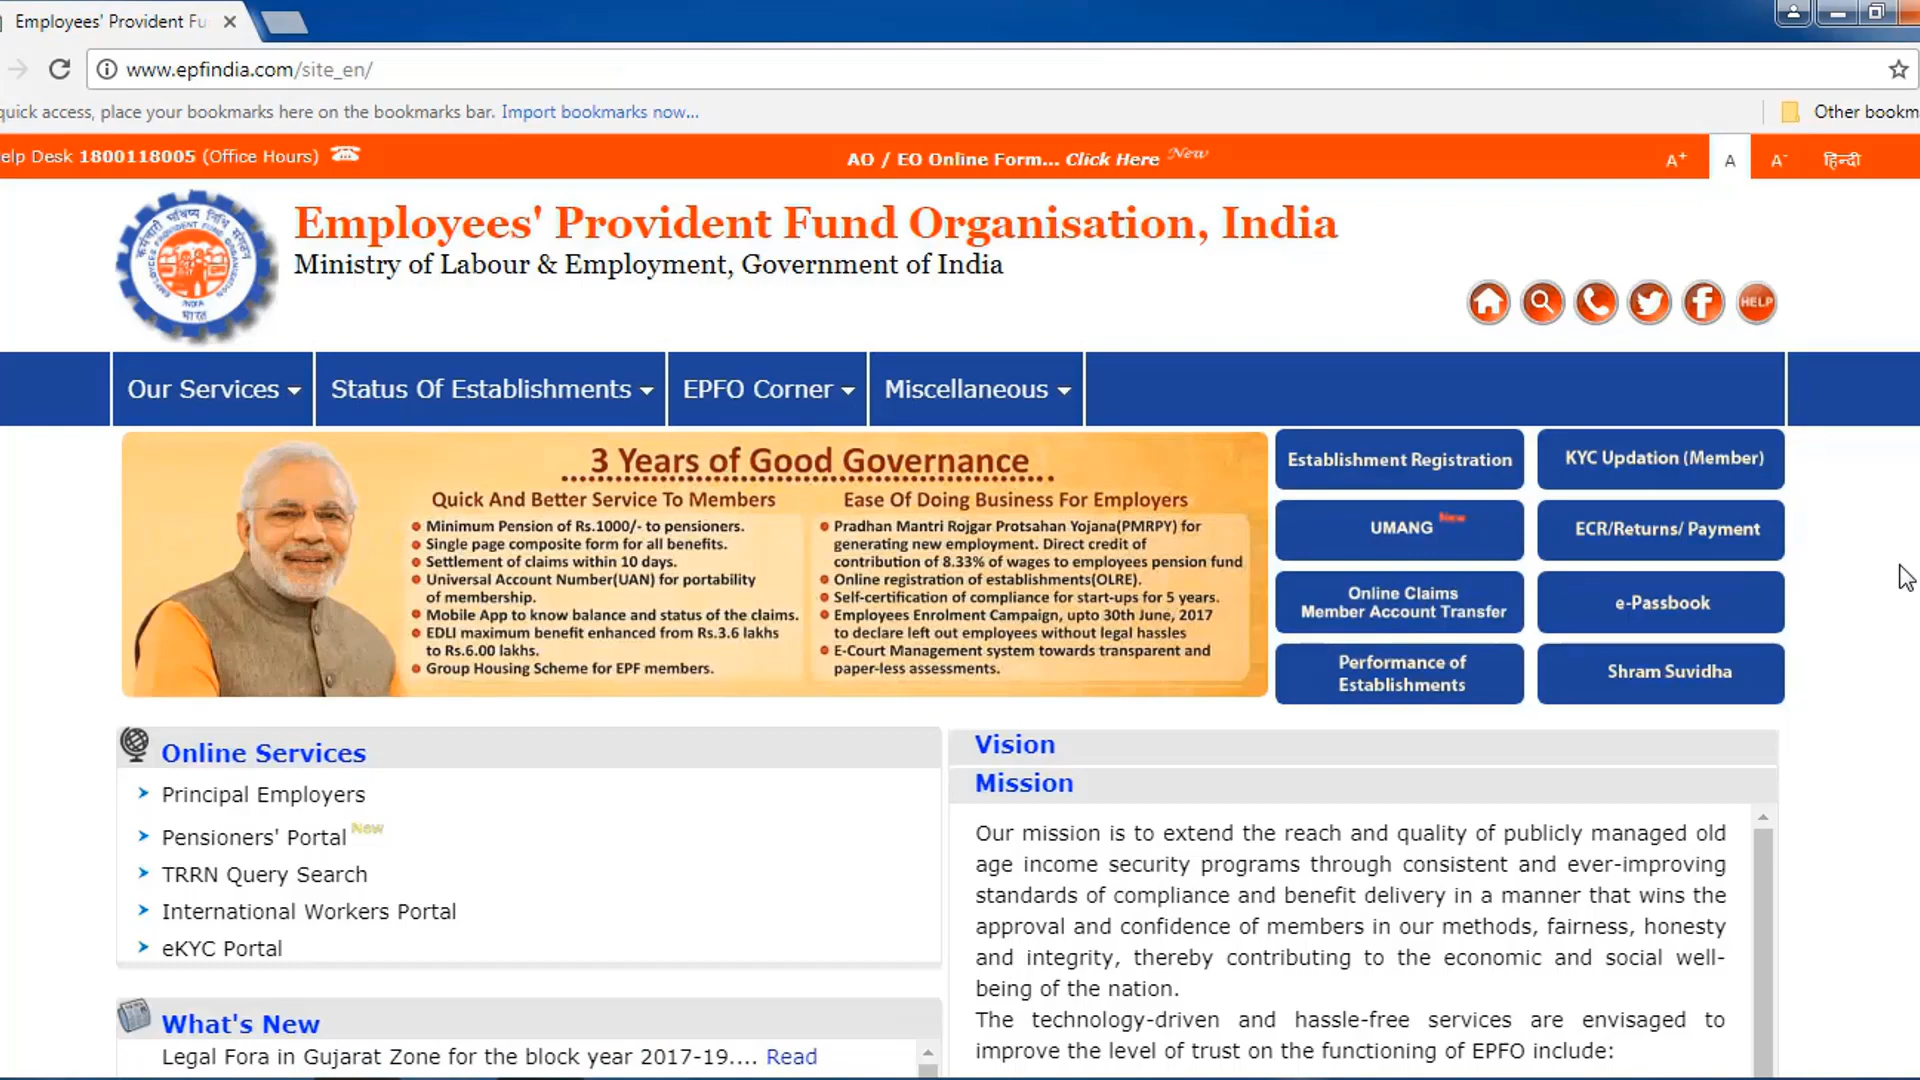 Employees' Provident Fu
www.epfindia.com/site_en/
quick access, place your bookmarks here on the bookmarks bar. Import bookmarks now...
Other bookm
elp Desk 1800118005 (Office Hours)
AO / EO Online Form... Click Here New
A+ A A- हिन्दी
Employees' Provident Fund Organisation, India
Ministry of Labour & Employment, Government of India
HELP
Our Services
Status Of Establishments
EPFO Corner
Miscellaneous
3 Years of Good Governance
Quick And Better Service To Members
Minimum Pension of Rs.1000/- to pensioners.
Single page composite form for all benefits.
Settlement of claims within 10 days.
Universal Account Number(UAN) for portability
of membership.
Mobile App to know balance and status of the claims.
EDLI maximum benefit enhanced from Rs.3.6 lakhs
to Rs.6.00 lakhs.
Group Housing Scheme for EPF members.
Ease Of Doing Business For Employers
Pradhan Mantri Rojgar Protsahan Yojana(PMRPY) for
generating new employment. Direct credit of
contribution of 8.33% of wages to employees pension fund
Online registration of establishments(OLRE).
Self-certification of compliance for start-ups for 5 years.
Employees Enrolment Campaign, upto 30th June, 2017
to declare left out employees without legal hassles
E-Court Management system towards transparent and
paper-less assessments.
Establishment Registration
KYC Updation (Member)
UMANG New
ECR/Returns/ Payment
Online Claims
Member Account Transfer
e-Passbook
Performance of
Establishments
Shram Suvidha
Online Services
Principal Employers
Pensioners' Portal New
TRRN Query Search
International Workers Portal
eKYC Portal
What's New
Legal Fora in Gujarat Zone for the block year 2017-19.... Read
Vision
Mission
Our mission is to extend the reach and quality of publicly managed old
age income security programs through consistent and ever-improving
standards of compliance and benefit delivery in a manner that wins the
approval and confidence of members in our methods, fairness, honesty
and integrity, thereby contributing to the economic and social well-
being of the nation.
The technology-driven and hassle-free services are envisaged to
improve the level of trust on the functioning of EPFO include: